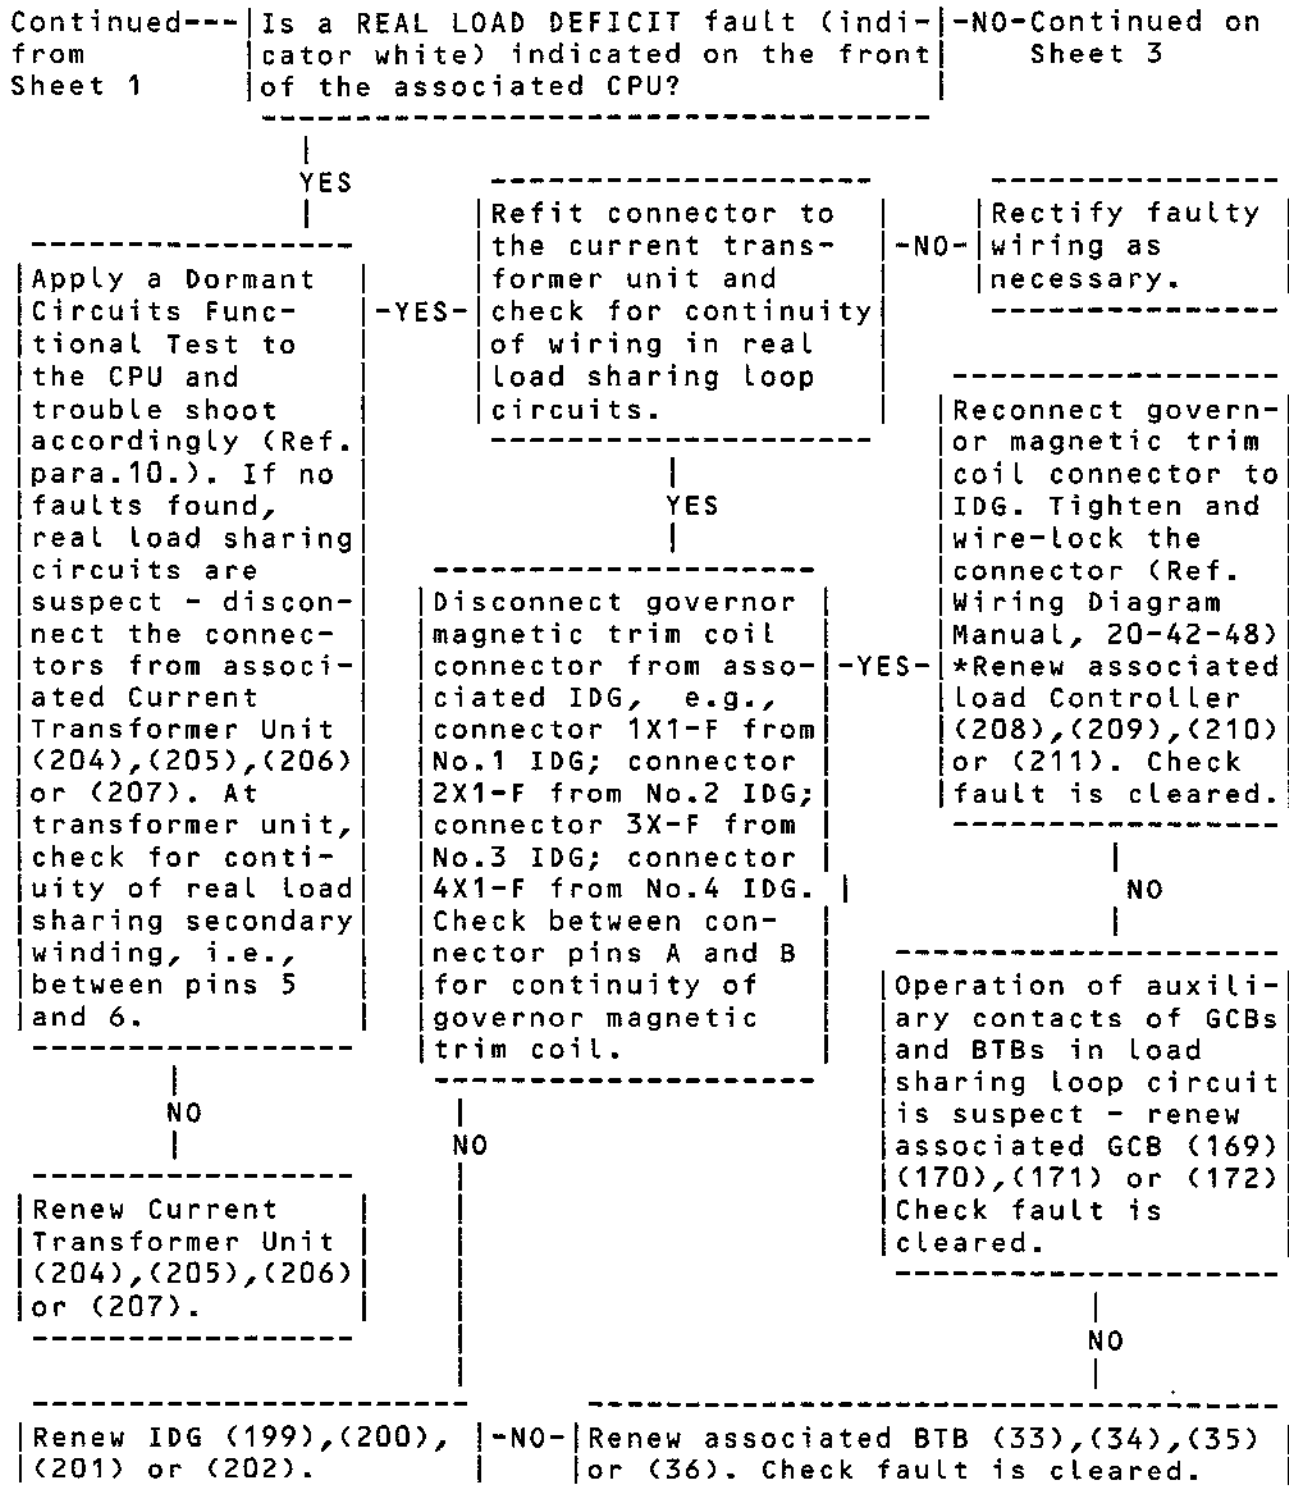 Continued---|Is a REAL LOAD DEFICIT fault (indi-|-NO-Continued on
from |cator white) indicated on the front| Sheet 3
Sheet 1 |of the associated CPU? |
YES
|Apply a Dormant
|Circuits Func- |-YES-
|tional Test to
|the CPU and
|trouble shoot
|accordingly (Ref.
|para.10.). If no
|faults found,
|real load sharing
|circuits are
|suspect - discon-
|nect the connec-
|tors from associ-
|ated Current
|Transformer Unit
|(204),(205),(206)
|or (207). At
|transformer unit,
|check for conti-
|uity of real load
|sharing secondary
|winding, i.e.,
|between pins 5
|and 6.
NO
|Renew Current
|Transformer Unit
|(204),(205),(206)
|or (207).
|Refit connector to
|the current trans- |-NO-
|former unit and
|check for continuity
|of wiring in real
|load sharing loop
|circuits.
YES
|Rectify faulty
|wiring as
|necessary.
|Disconnect governor
|magnetic trim coil
|connector from asso-|-YES-
|ciated IDG, e.g.,
|connector 1X1-F from
|No.1 IDG; connector
|2X1-F from No.2 IDG;
|connector 3X-F from
|No.3 IDG; connector
|4X1-F from No.4 IDG.
|Check between con-
|nector pins A and B
|for continuity of
|governor magnetic
|trim coil.
NO
|Reconnect govern-
|or magnetic trim
|coil connector to
|IDG. Tighten and
|wire-lock the
|connector (Ref.
|Wiring Diagram
|Manual, 20-42-48)
|*Renew associated
|load Controller
|(208),(209),(210)
|or (211). Check
|fault is cleared.
NO
|Operation of auxili-
|ary contacts of GCBs
|and BTBs in load
|sharing loop circuit
|is suspect - renew
|associated GCB (169)
|(170),(171) or (172)
|Check fault is
|cleared.
NO
|Renew IDG (199),(200), |-NO-|Renew associated BTB (33),(34),(35)
|(201) or (202). | |or (36). Check fault is cleared.